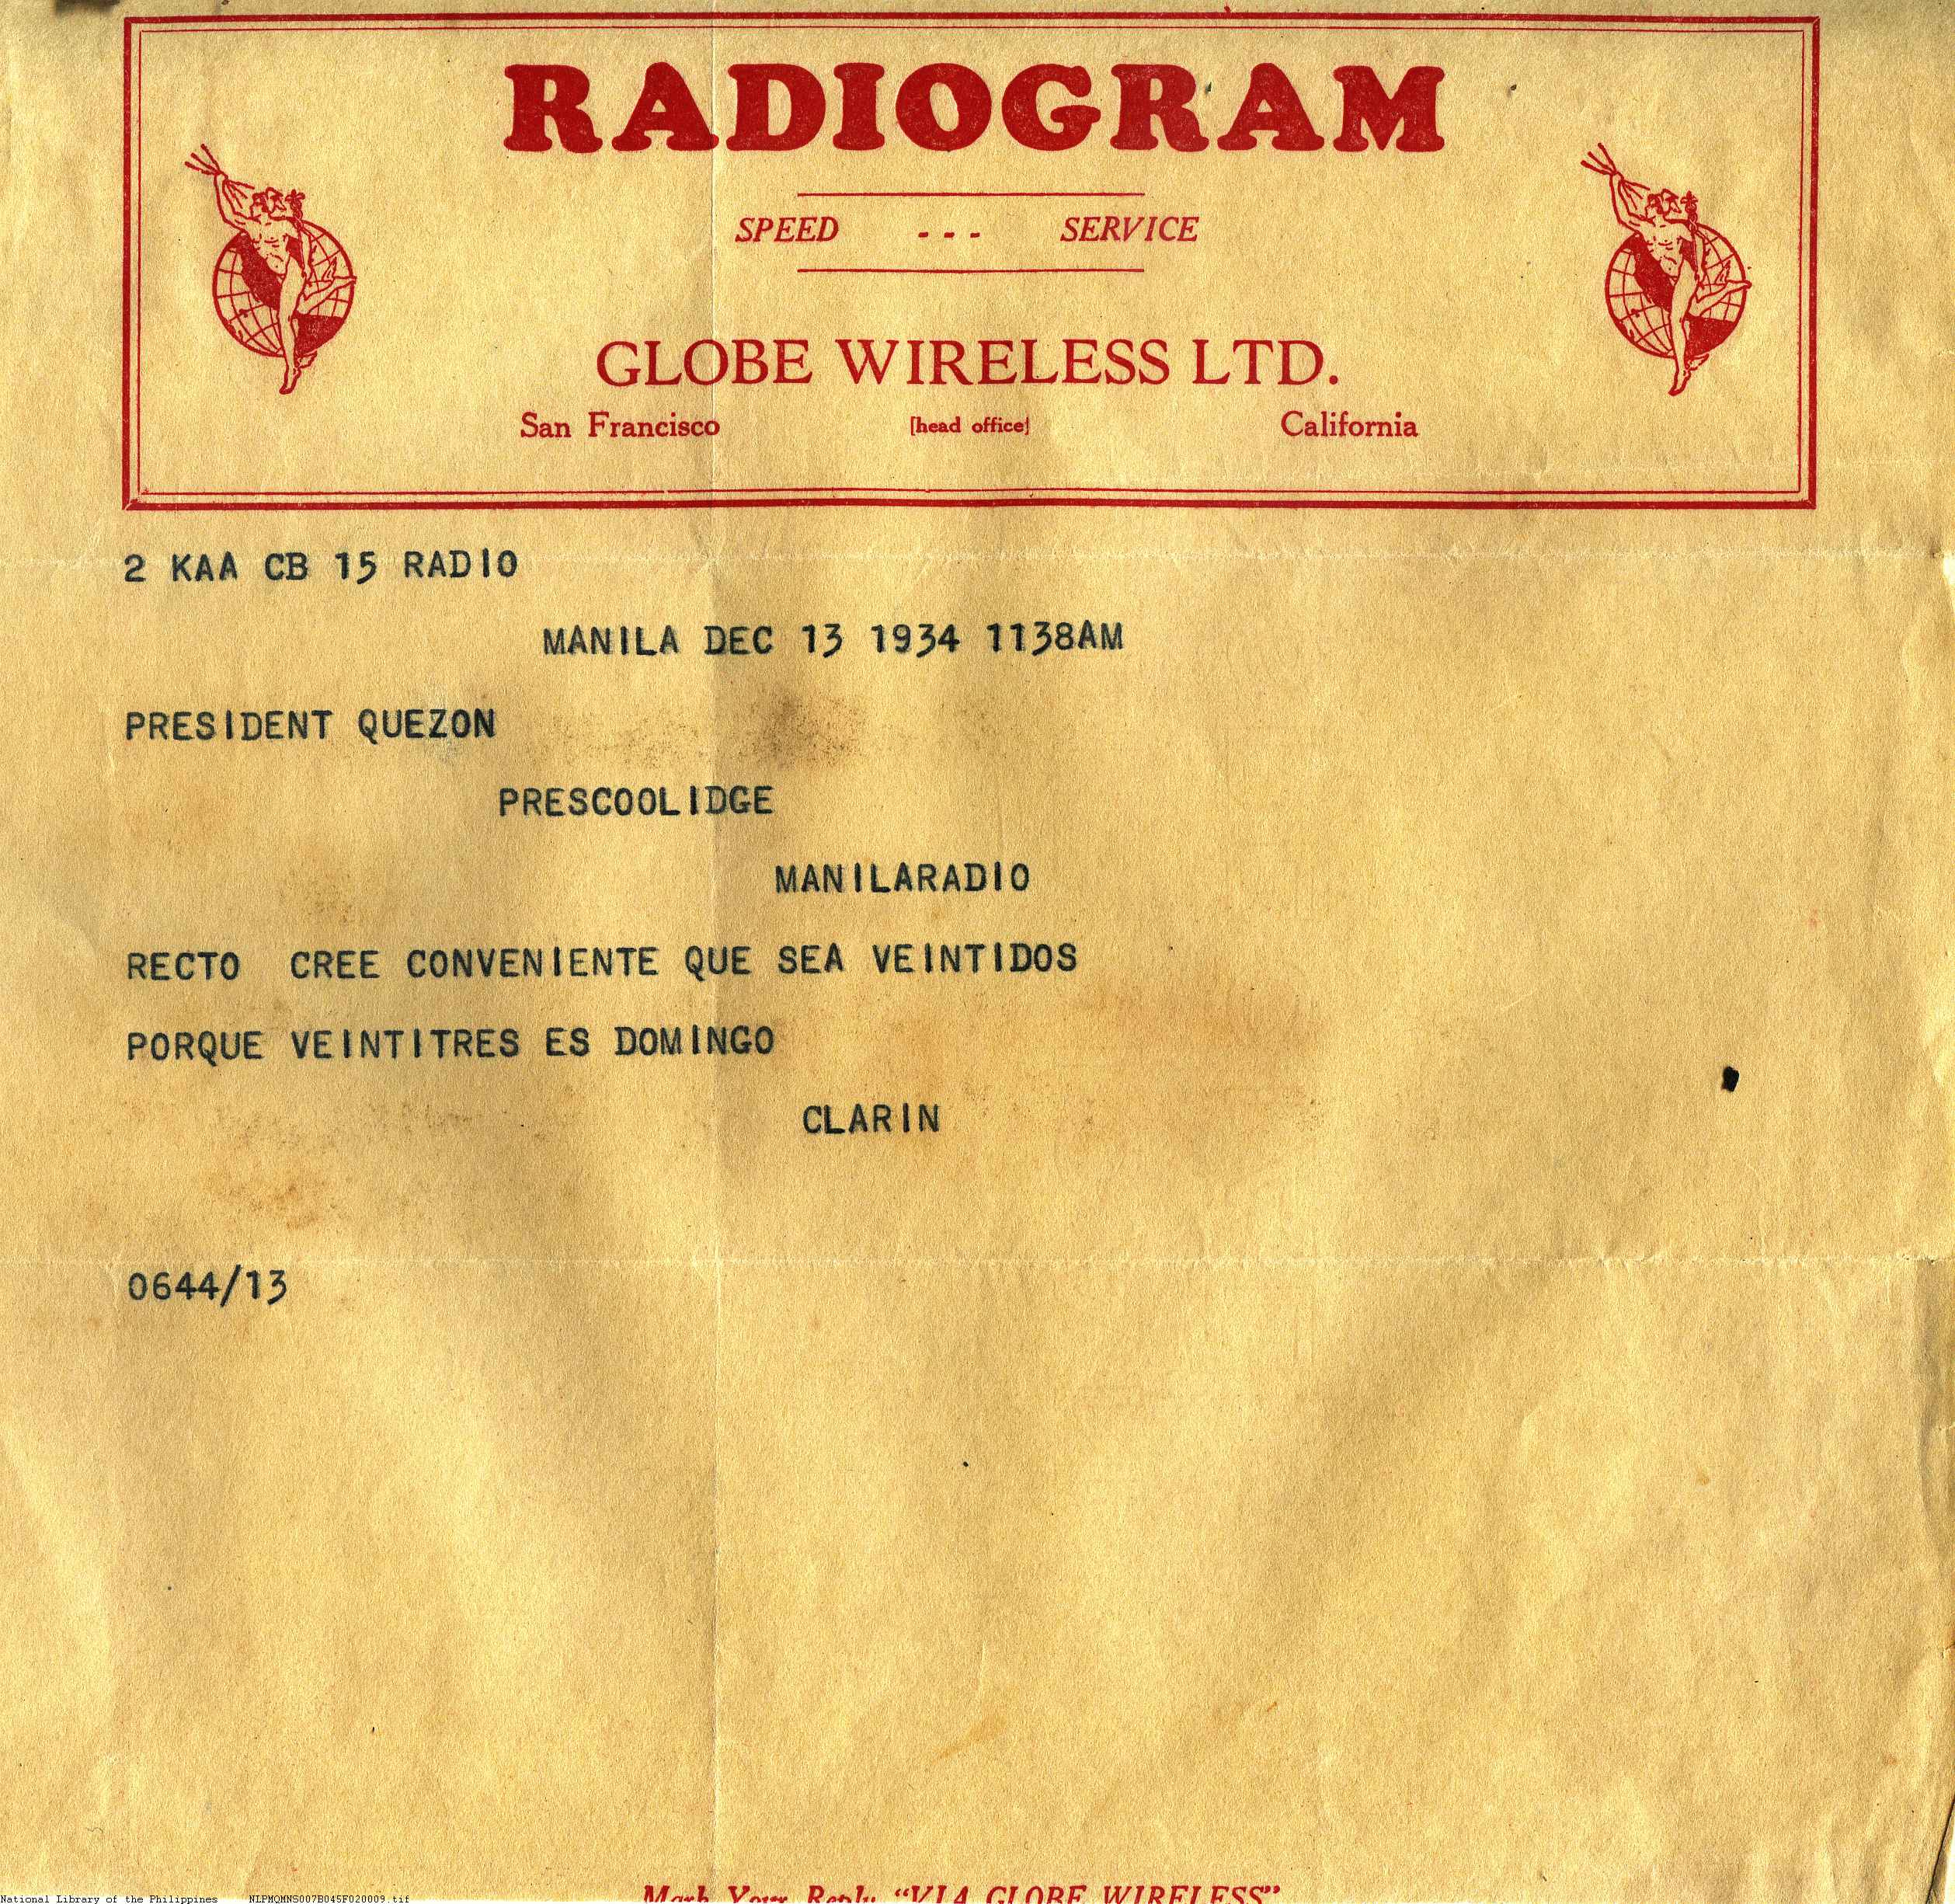 RADIOGRAM
SPEED --- SERVICE
GLOBE WIRELESS LTD.
San Francisco [head office] California
2 KAA CB 15 RADIO
MANILA DEC 13 1934 1138AM
PRESIDENT QUEZON
PRESCOOLIDGE
MANILARADIO
RECTO CREE CONVENIENTE QUE SEA VEINTIDOS
PORQUE VEINTITRES ES DOMINGO
CLARIN
0644/13
Mark Your Reply “VIA GLOBE WIRELESS”
National Library of the Philippines NLPMQMNS007B045F020009.tif